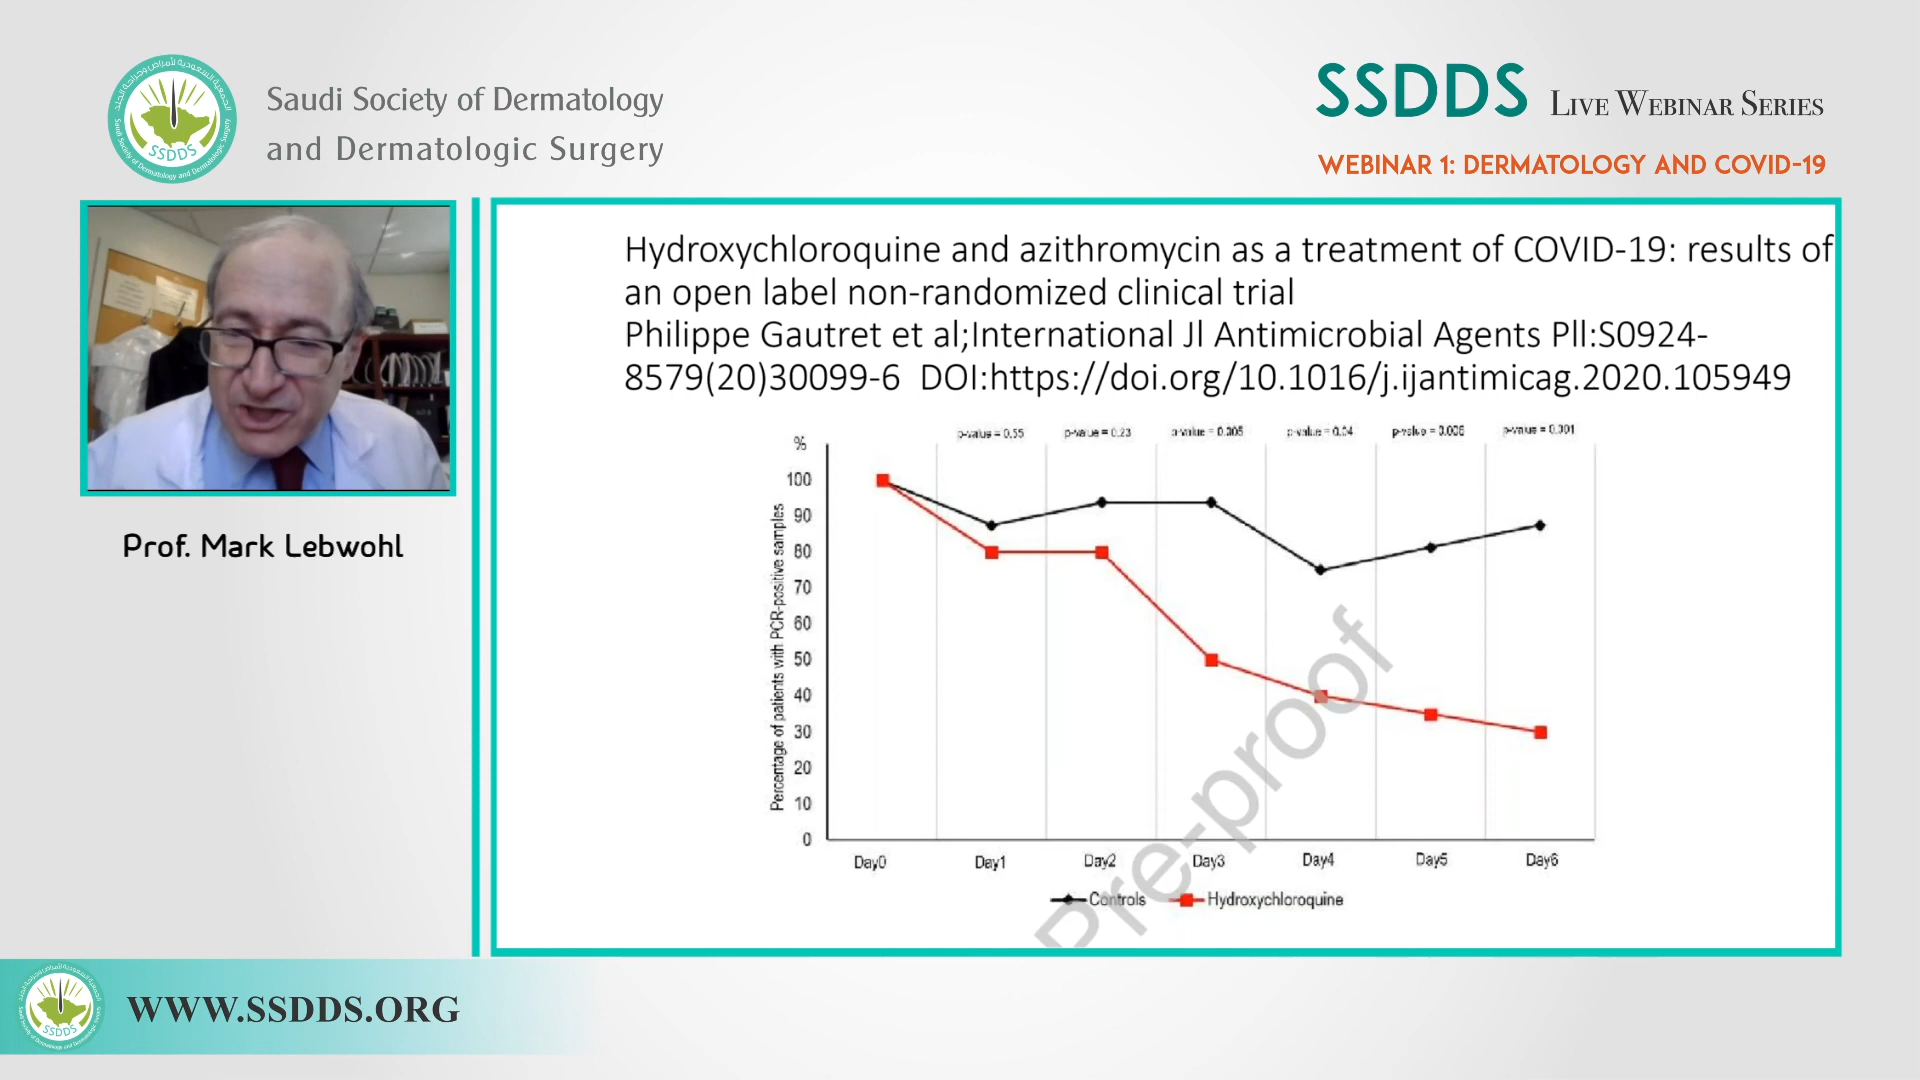 Saudi Society of Dermatology
and Dermatologic Surgery
SSDDS
SSDDS LIVE WEBINAR SERIES
WEBINAR 1: DERMATOLOGY AND COVID-19
Prof. Mark Lebwohl
Hydroxychloroquine and azithromycin as a treatment of COVID-19: results of
an open label non-randomized clinical trial
Philippe Gautret et al;International Jl Antimicrobial Agents Pll:S0924-
8579(20)30099-6 DOI:https://doi.org/10.1016/j.ijantimicag.2020.105949
p-value = 0.55 p-value = 0.23 p-value = 0.005 p-value = 0.04 p-value = 0.006 p-value = 0.001
%
100
90
80
70
60
50
40
30
20
10
0
Percentage of patients with PCR-positive samples
Day0 Day1 Day2 Day3 Day4 Day5 Day6
Controls Hydroxychloroquine
Pre-proof
SSDDS
WWW.SSDDS.ORG